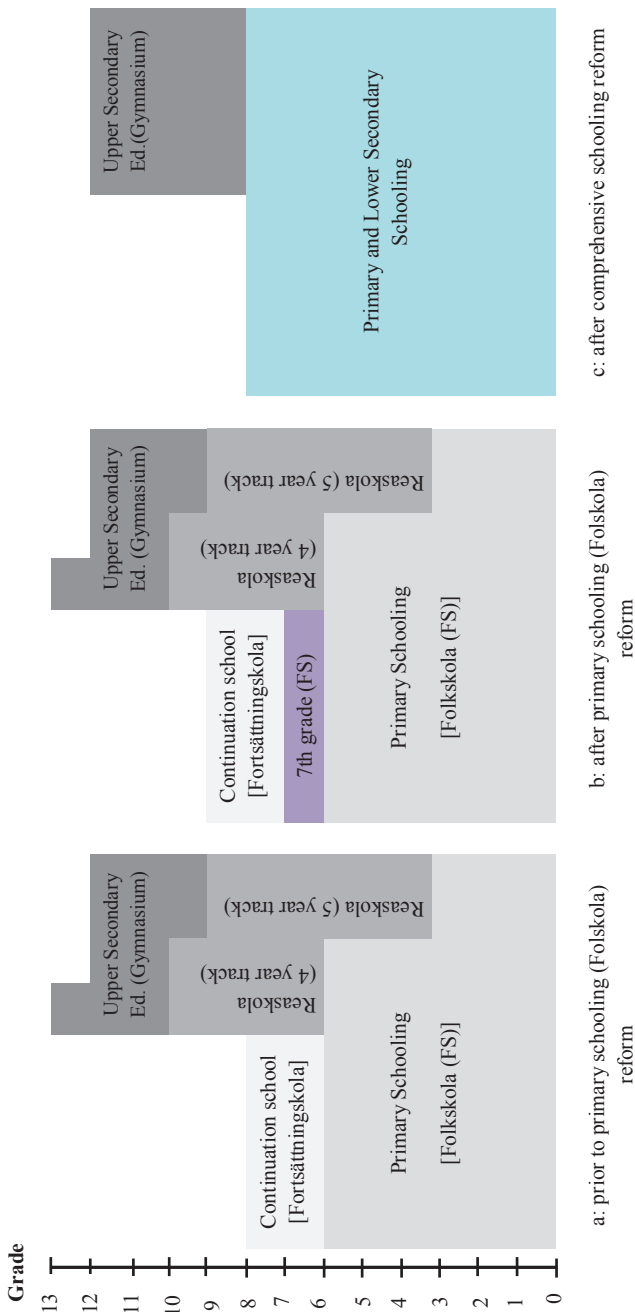 Grade
13
12
11
10
9
8
7
6
5
4
3
2
1
0
Upper Secondary
Ed. (Gymnasium)
Reaskola
(4 year track)
Reaskola (5 year track)
Continuation school
[Fortsättningskola]
Primary Schooling
[Folkskola (FS)]
a: prior to primary schooling (Folskola)
reform
Upper Secondary
Ed. (Gymnasium)
Reaskola
(4 year track)
Reaskola (5 year track)
Continuation school
[Fortsättningskola]
7th grade (FS)
Primary Schooling
[Folkskola (FS)]
b: after primary schooling (Folskola)
reform
Upper Secondary
Ed.(Gymnasium)
Primary and Lower Secondary
Schooling
c: after comprehensive schooling reform